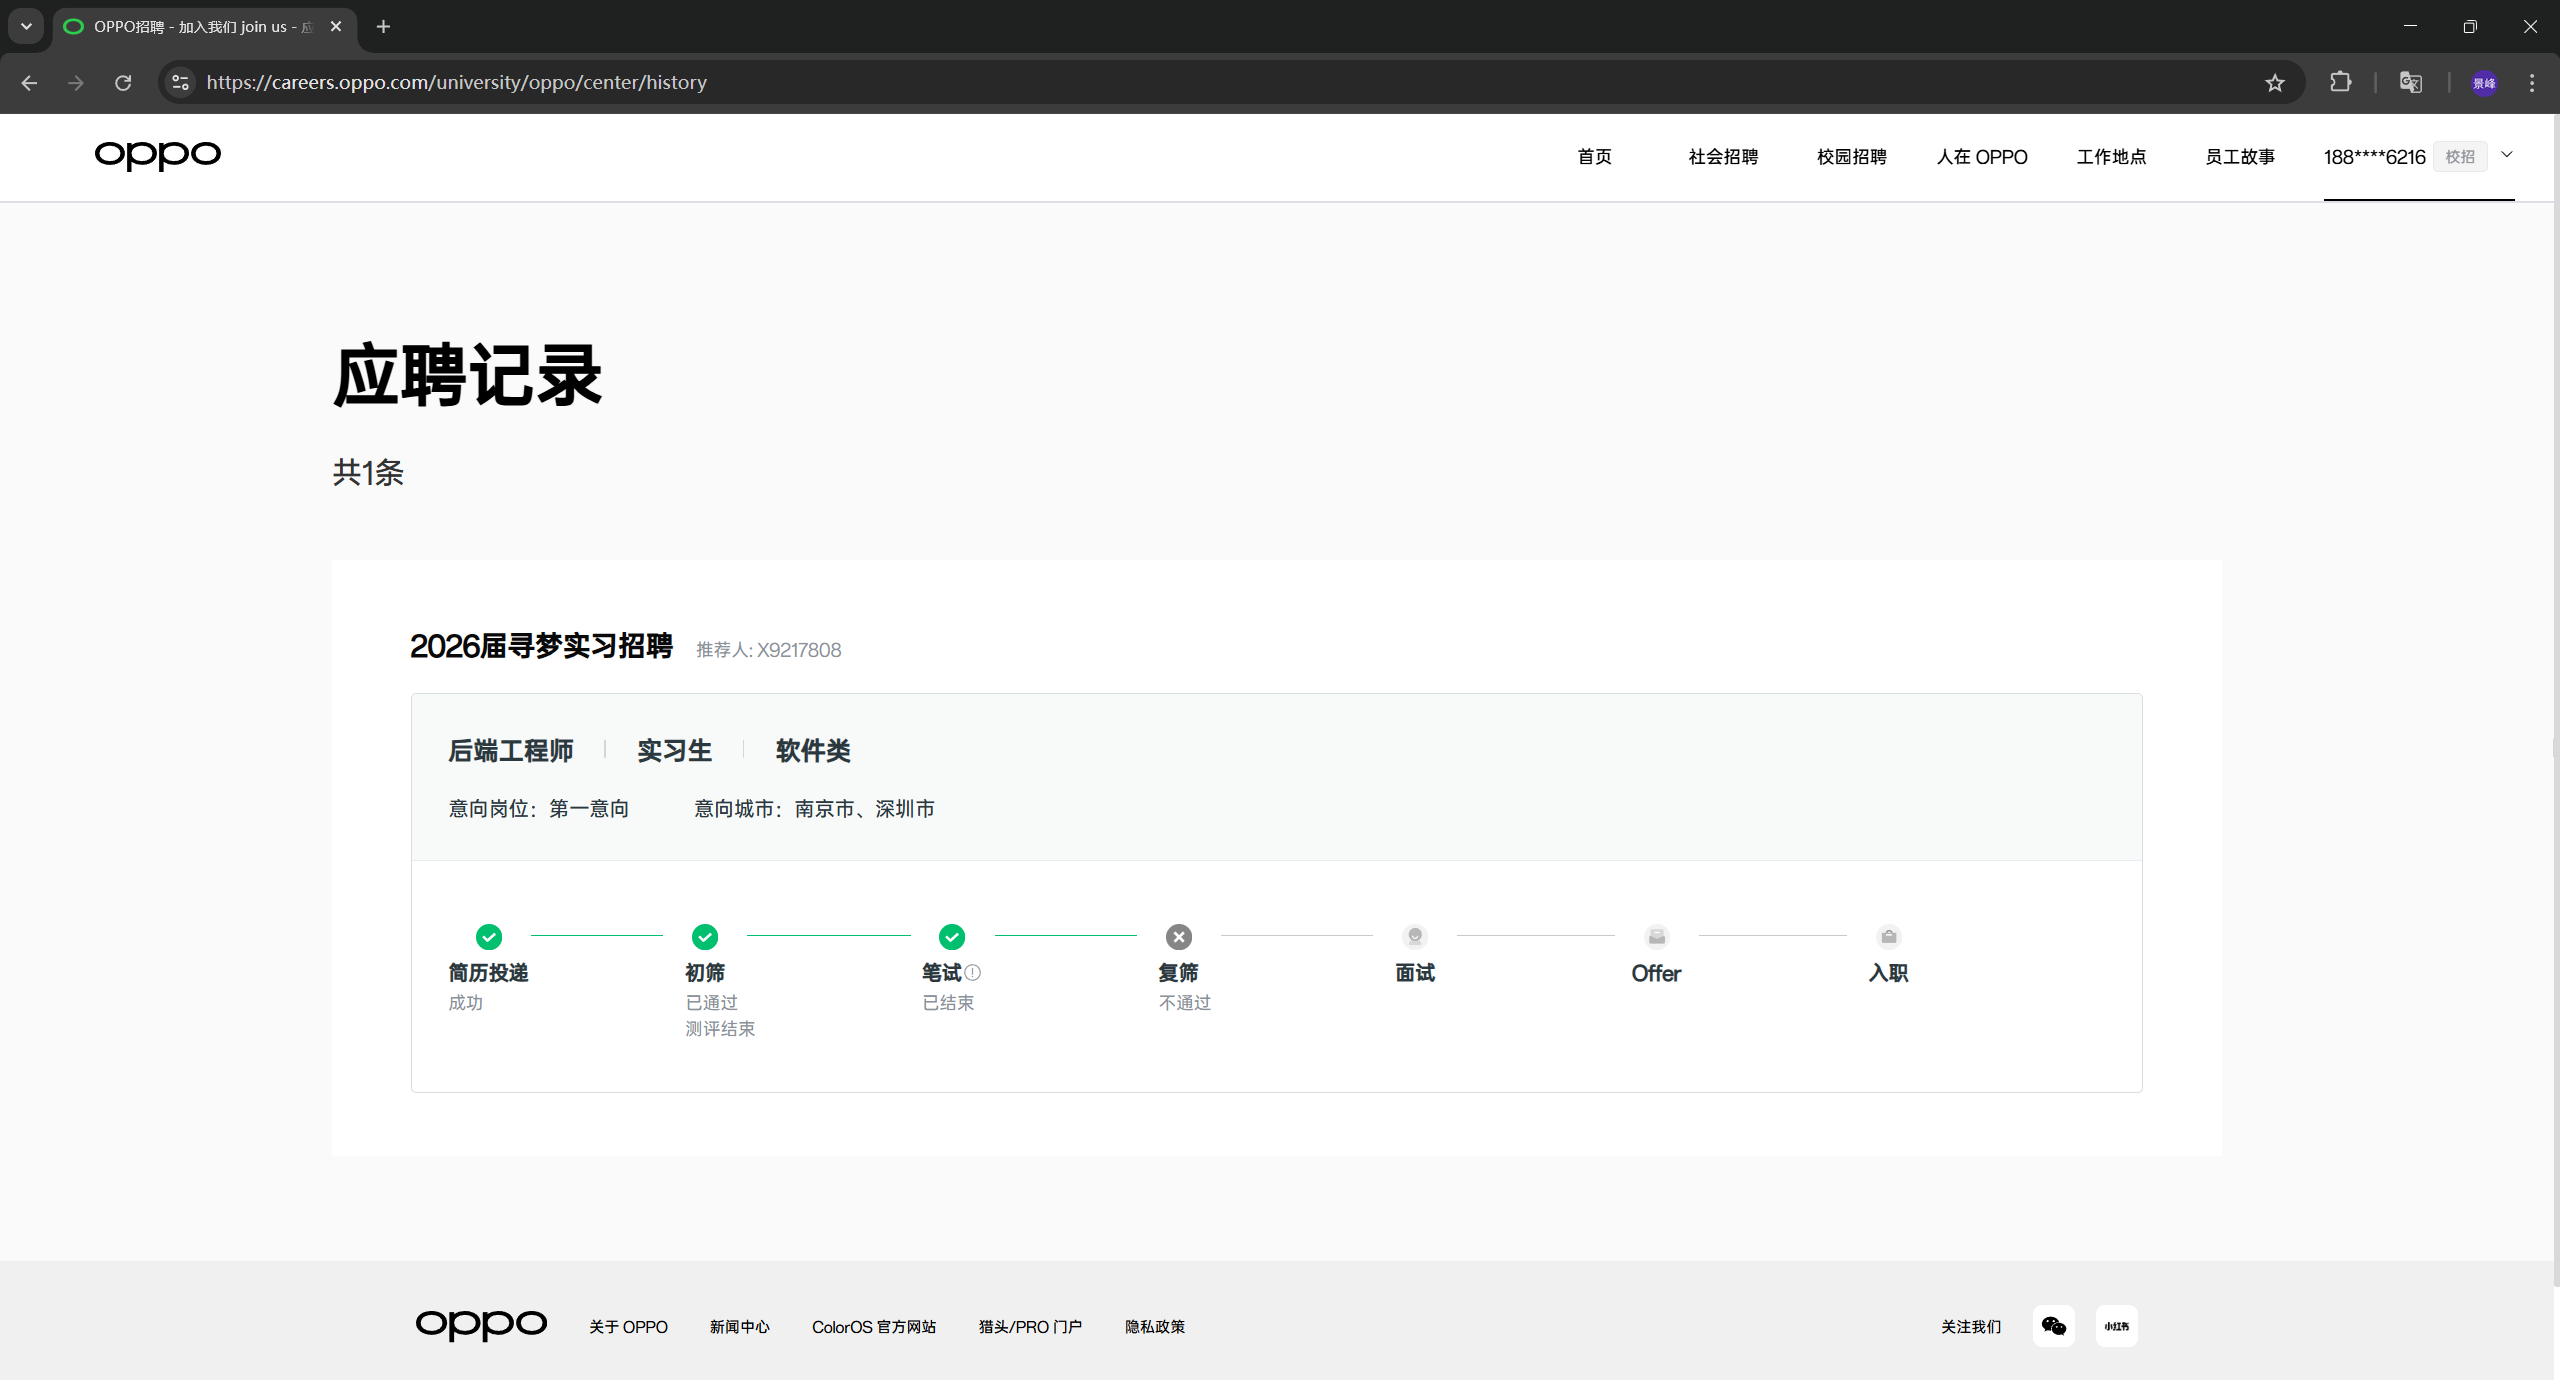 OPPO招聘 - 加入我们 join us - 应
https://careers.oppo.com/university/oppo/center/history
景峰
oppo
首页
社会招聘
校园招聘
人在 OPPO
工作地点
员工故事
188****6216 校招
应聘记录
共1条
2026届寻梦实习招聘 推荐人: X9217808
后端工程师 实习生 软件类
意向岗位：第一意向 意向城市：南京市、深圳市
简历投递
成功
初筛
已通过
测评结束
笔试
已结束
复筛
不通过
面试
Offer
入职
oppo
关于 OPPO
新闻中心
ColorOS 官方网站
猎头/PRO 门户
隐私政策
关注我们
小红书